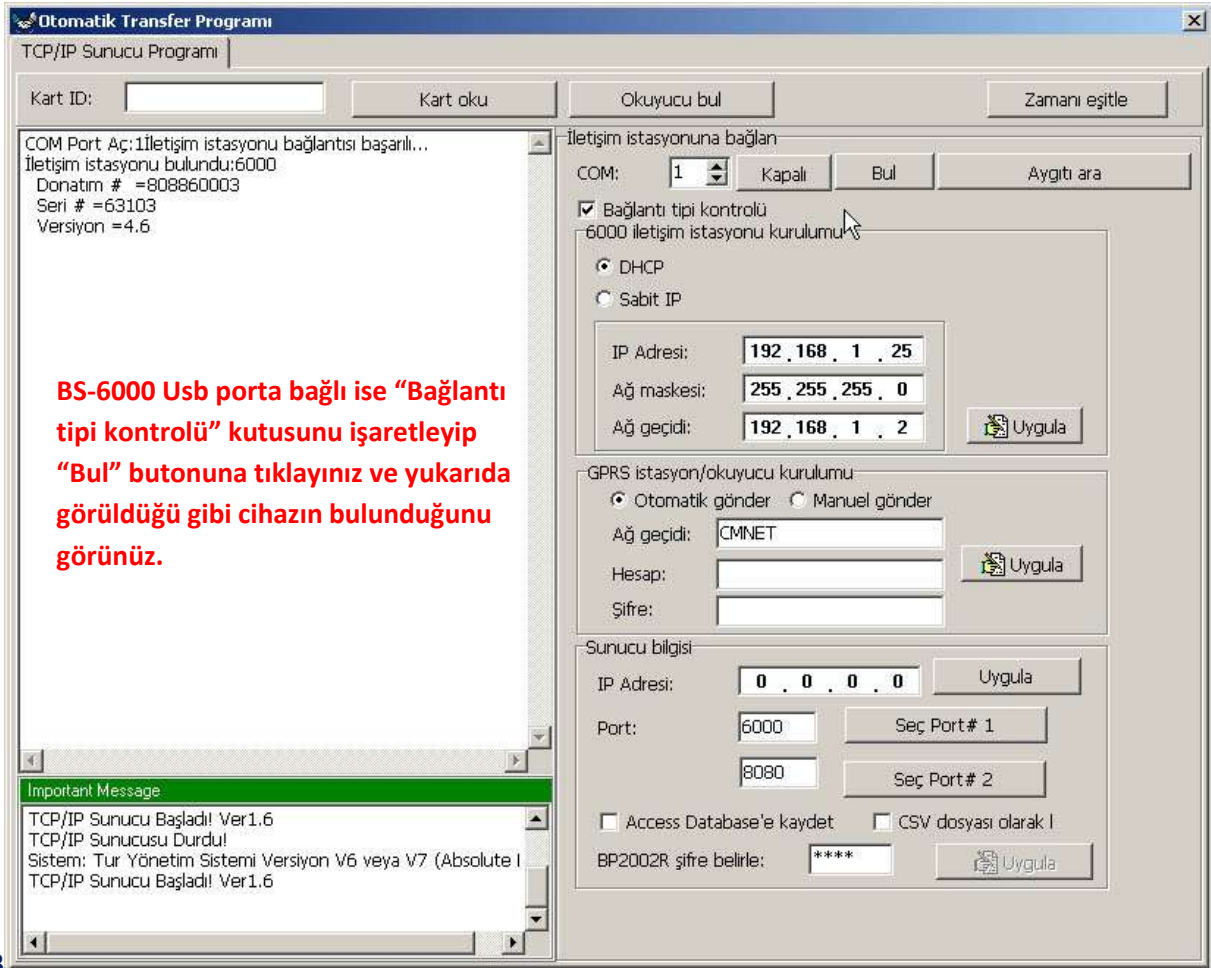 Otomatik Transfer Programı
TCP/IP Sunucu Programı
Kart ID:
Kart oku
Okuyucu bul
Zamanı eşitle
COM Port Aç:1İletişim istasyonu bağlantısı başarılı...
İletişim istasyonu bulundu:6000
Donatım # =808860003
Seri # =63103
Versiyon =4.6
BS-6000 Usb porta bağlı ise “Bağlantı
tipi kontrolü” kutusunu işaretleyip
“Bul” butonuna tıklayınız ve yukarıda
görüldüğü gibi cihazın bulunduğunu
görünüz.
Important Message
TCP/IP Sunucu Başladı! Ver1.6
TCP/IP Sunucusu Durdu!
Sistem: Tur Yönetim Sistemi Versiyon V6 veya V7 (Absolute
TCP/IP Sunucu Başladı! Ver1.6
İletişim istasyonuna bağlan
COM: 1 Kapalı Bul Aygıtı ara
Bağlantı tipi kontrolü
6000 iletişim istasyonu kurulumu
DHCP
Sabit IP
IP Adresi: 192.168.1.25
Ağ maskesi: 255.255.255.0
Ağ geçidi: 192.168.1.2 Uygula
GPRS istasyon/okuyucu kurulumu
Otomatik gönder Manuel gönder
Ağ geçidi: CMNET
Hesap: Uygula
Şifre:
Sunucu bilgisi
IP Adresi: 0.0.0.0 Uygula
Port: 6000 Seç Port# 1
8080 Seç Port# 2
Access Database'e kaydet CSV dosyası olarak l
BP2002R şifre belirle: **** Uygula